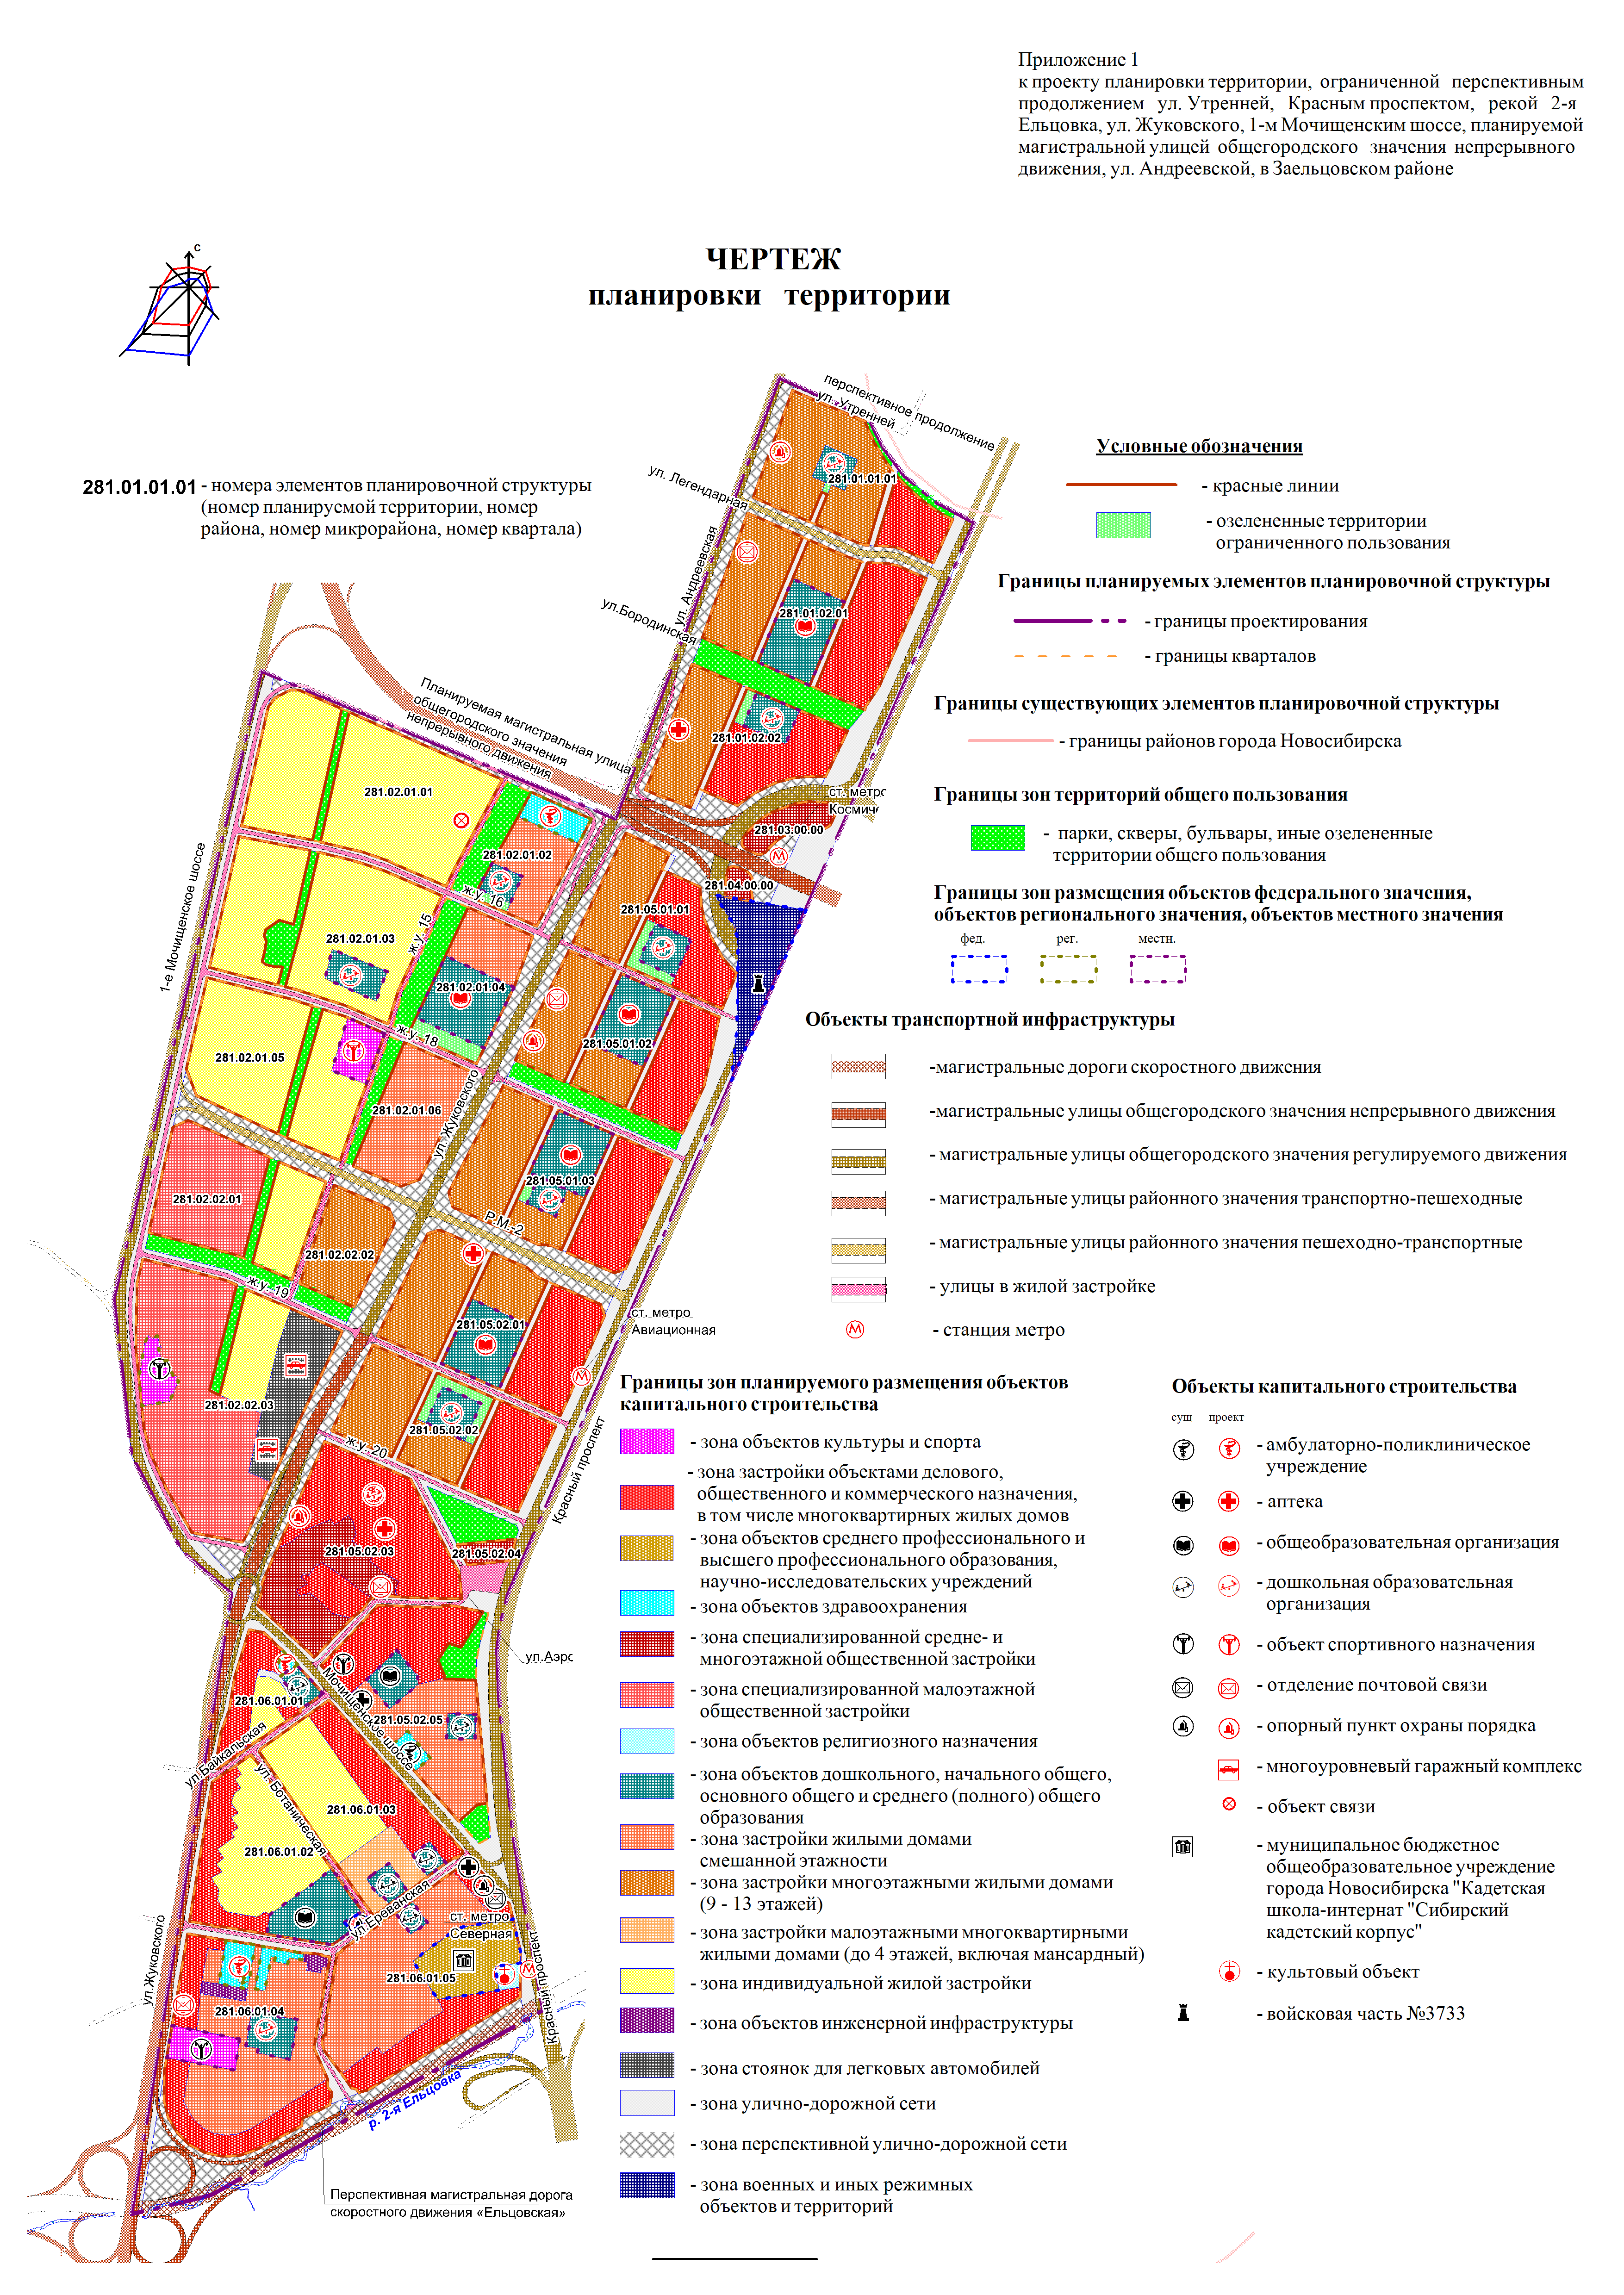 Приложение 1
к проекту планировки территории, ограниченной перспективным
продолжением ул. Утренней, Красным проспектом, рекой 2-я
Ельцовка, ул. Жуковского, 1-м Мочищенским шоссе, планируемой
магистральной улицей общегородского значения непрерывного
движения, ул. Андреевской, в Заельцовском районе
С
ЧЕРТЕЖ
планировки территории
281.01.01.01 - номера элементов планировочной структуры
(номер планируемой территории, номер
района, номер микрорайона, номер квартала)
перспективное продолжение
ул. Утренней
ул. Легендарная
281.01.01.01
ул. Андреевская
ул.Бородинская
281.01.02.01
Планируемая магистральная улица
общегородского значения
непрерывного движения
281.01.02.02
ст. метро
Космич
281.03.00.00
281.04.00.00
281.02.01.01
281.02.01.02
ж.у. 16
ж.у. 15
1-е Мочищенское шоссе
281.02.01.03
281.02.01.04
281.05.01.01
281.05.01.02
ж.у. 18
281.02.01.05
281.02.01.06
ул. Жуковского
281.05.01.03
281.02.02.01
281.02.02.02
Р.М.-2
ж.у. 19
ст. метро
Авиационная
281.05.02.01
281.02.02.03
281.05.02.02
ж.у. 20
Красный проспект
281.05.02.03
281.05.02.04
ул.Аэрс
281.06.01.01
Мочищенское шоссе
281.05.02.05
ул.Байкальская
ул. Ботаническая
281.06.01.03
281.06.01.02
ул.Ереванская
ст. метро
Северная
281.06.01.05
281.06.01.04
ул.Жуковского
Красный проспект
р. 2-я Ельцовка
Перспективная магистральная дорога
скоростного движения «Ельцовская»
Условные обозначения
- красные линии
- озелененные территории
ограниченного пользования
Границы планируемых элементов планировочной структуры
- границы проектирования
- границы кварталов
Границы существующих элементов планировочной структуры
- границы районов города Новосибирска
Границы зон территорий общего пользования
- парки, скверы, бульвары, иные озелененные
территории общего пользования
Границы зон размещения объектов федерального значения,
объектов регионального значения, объектов местного значения
фед. рег. местн.
Объекты транспортной инфраструктуры
-магистральные дороги скоростного движения
-магистральные улицы общегородского значения непрерывного движения
- магистральные улицы общегородского значения регулируемого движения
- магистральные улицы районного значения транспортно-пешеходные
- магистральные улицы районного значения пешеходно-транспортные
- улицы в жилой застройке
М - станция метро
Границы зон планируемого размещения объектов
капитального строительства
- зона объектов культуры и спорта
- зона застройки объектами делового,
общественного и коммерческого назначения,
в том числе многоквартирных жилых домов
- зона объектов среднего профессионального и
высшего профессионального образования,
научно-исследовательских учреждений
- зона объектов здравоохранения
- зона специализированной средне- и
многоэтажной общественной застройки
- зона специализированной малоэтажной
общественной застройки
- зона объектов религиозного назначения
- зона объектов дошкольного, начального общего,
основного общего и среднего (полного) общего
образования
- зона застройки жилыми домами
смешанной этажности
- зона застройки многоэтажными жилыми домами
(9 - 13 этажей)
- зона застройки малоэтажными многоквартирными
жилыми домами (до 4 этажей, включая мансардный)
- зона индивидуальной жилой застройки
- зона объектов инженерной инфраструктуры
- зона стоянок для легковых автомобилей
- зона улично-дорожной сети
- зона перспективной улично-дорожной сети
- зона военных и иных режимных
объектов и территорий
Объекты капитального строительства
сущ проект
- амбулаторно-поликлиническое
учреждение
- аптека
- общеобразовательная организация
- дошкольная образовательная
организация
- объект спортивного назначения
- отделение почтовой связи
- опорный пункт охраны порядка
- многоуровневый гаражный комплекс
- объект связи
- муниципальное бюджетное
общеобразовательное учреждение
города Новосибирска "Кадетская
школа-интернат "Сибирский
кадетский корпус"
- культовый объект
- войсковая часть №3733